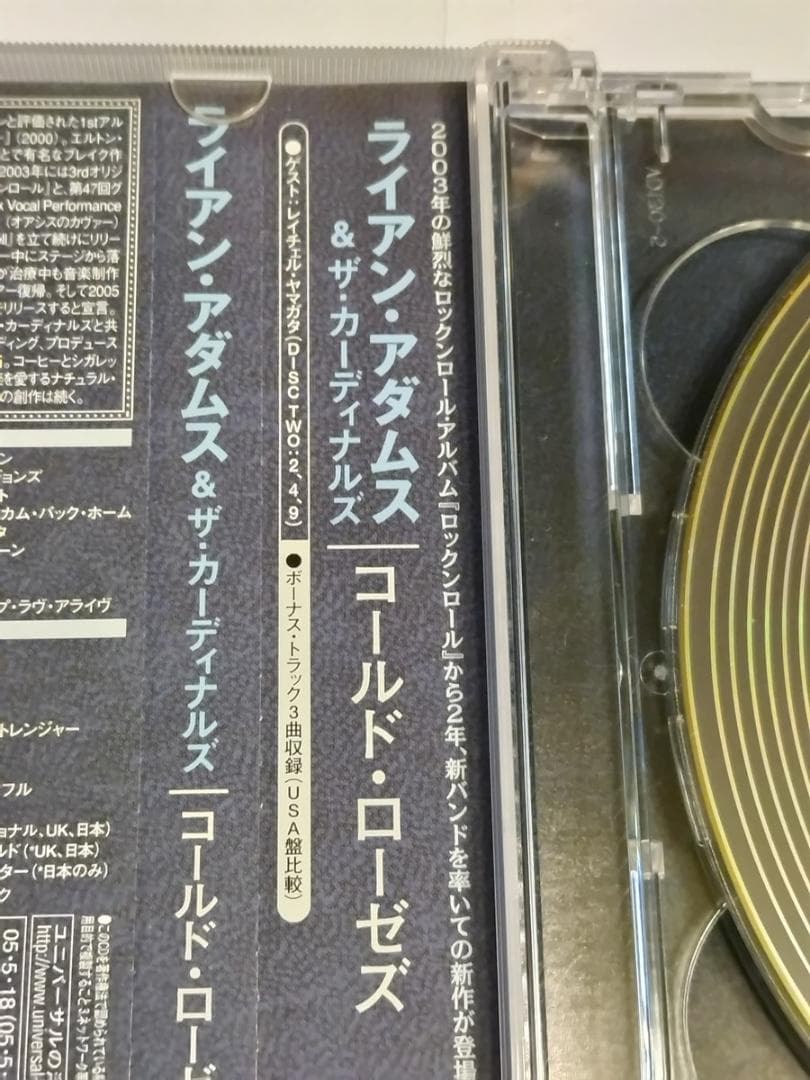 2003年の鮮烈なロックンロール・アルバム『ロックンロール』から2年、新バンドを率いての新作が登場
ライアン・アダムス
& ザ・カーディナルズ
コールド・ローゼズ
●ゲスト:レイチェル・ヤマガタ(DISC TWO:2、4、9)
●ボーナス・トラック3曲収録(USA盤比較)
ライアン・アダムス & ザ・カーディナルズ
コールド・ロー
と評価された1stアル
(2000)。エルトン・
とで有名なブレイク作
2003年には3rdオリジ
ンロール』と、第47回グ
k Vocal Performance
(オアシスのカヴァー)
』を立て続けにリリー
ー中にステージから落
治療中も音楽制作
アー復帰。そして2005
をリリースすると宣言。
・カーディナルズと共
ディング、プロデュース
。コーヒーとシガレッ
を愛するナチュラル・
の創作は続く。
ン
ジョンズ
ト
カム・バック・ホーム
ーン
プ・ラヴ・アライヴ
トレンジャー
フル
ョナル、UK、日本)
ルド(*UK、日本)
ター(*日本のみ)
ク
ユニバーサルの
http://www.universal
05・5・18(05・5・